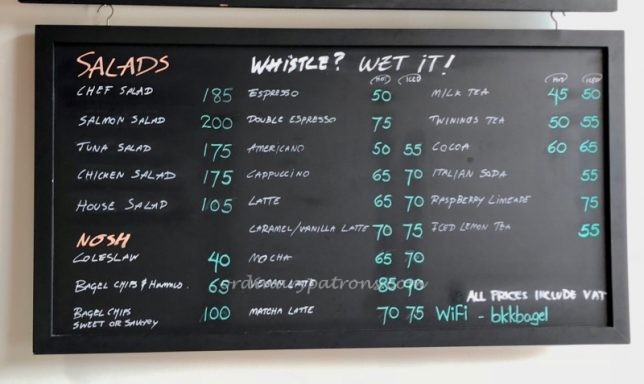 SALADS
CHEF SALAD 185
SALMON SALAD 200
TUNA SALAD 175
CHICKEN SALAD 175
HOUSE SALAD 105
NOSH
COLESLAW 40
BAGEL CHIPS & HUMMUS. 65
BAGEL CHIPS 100
SWEET OR SAVORY
WHISTLE? WET IT!
HOT ICED
ESPRESSO 50
DOUBLE ESPRESSO 75
AMERICANO 50 55
CAPPUCCINO 65 70
LATTE 65 70
CARAMEL/VANILLA LATTE 70 75
MOCHA 65 70
VEGAN LATTE 85 90
MATCHA LATTE 70 75
HOT ICED
MILK TEA 45 50
TWININGS TEA 50 55
COCOA 60 65
ITALIAN SODA 55
RASPBERRY LIMEADE 75
ICED LEMON TEA 55
ALL PRICES INCLUDE VAT
WiFi - bkkbagel